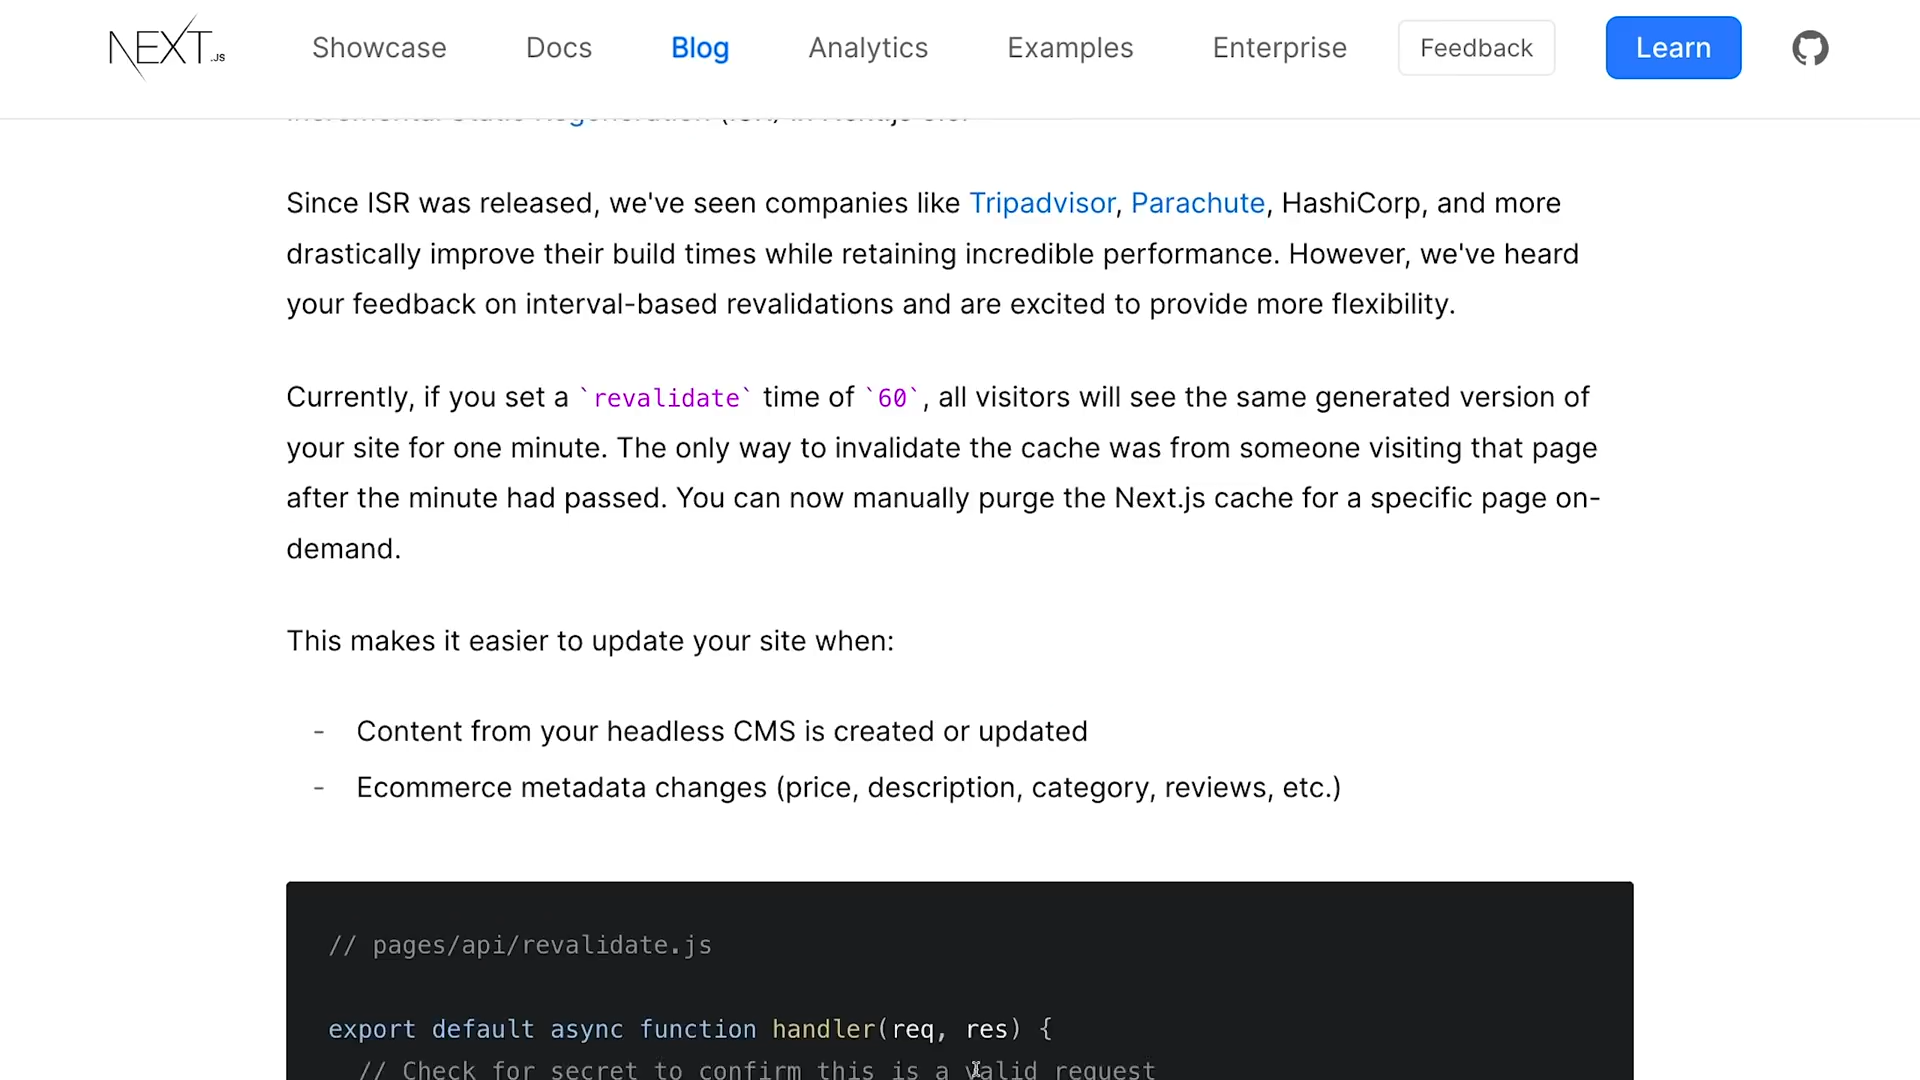 NEXT.JS
Showcase
Docs
Blog
Analytics
Examples
Enterprise
Feedback
Learn
Incremental Static Regeneration (ISR) in Next.js
Since ISR was released, we've seen companies like Tripadvisor, Parachute, HashiCorp, and more
drastically improve their build times while retaining incredible performance. However, we've heard
your feedback on interval-based revalidations and are excited to provide more flexibility.
Currently, if you set a `revalidate` time of `60`, all visitors will see the same generated version of
your site for one minute. The only way to invalidate the cache was from someone visiting that page
after the minute had passed. You can now manually purge the Next.js cache for a specific page on-
demand.
This makes it easier to update your site when:
- Content from your headless CMS is created or updated
- Ecommerce metadata changes (price, description, category, reviews, etc.)
// pages/api/revalidate.js
export default async function handler(req, res) {
// Check for secret to confirm this is a valid request